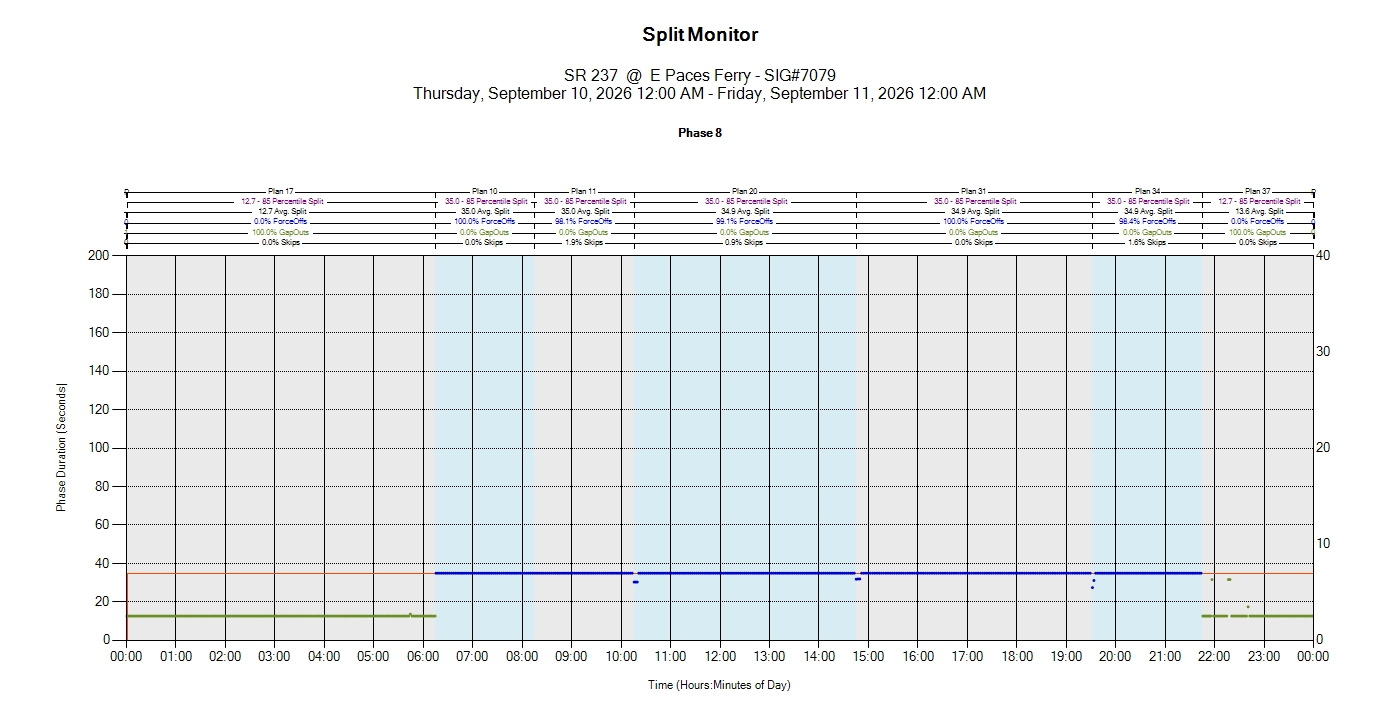 Split Monitor
SR 237 @ E Paces Ferry - SIG#7079
Thursday, September 10, 2026 12:00 AM - Friday, September 11, 2026 12:00 AM
Phase 8
Plan 17 Plan 10 Plan 11 Plan 20 Plan 31 Plan 34 Plan 37
12.7 - 85 Percentile Split 35.0 - 85 Percentile Split 35.0 - 85 Percentile Split 35.0 - 85 Percentile Split 35.0 - 85 Percentile Split 35.0 - 85 Percentile Split 12.7 - 85 Percentile Split
12.7 Avg. Split 35.0 Avg. Split 35.0 Avg. Split 34.9 Avg. Split 34.9 Avg. Split 34.9 Avg. Split 13.6 Avg. Split
0.0% ForceOffs 100.0% ForceOffs 98.1% ForceOffs 99.1% ForceOffs 100.0% ForceOffs 98.4% ForceOffs 0.0% ForceOffs
100.0% GapOuts 0.0% GapOuts 0.0% GapOuts 0.0% GapOuts 0.0% GapOuts 0.0% GapOuts 100.0% GapOuts
0.0% Skips 0.0% Skips 1.9% Skips 0.9% Skips 0.0% Skips 1.6% Skips 0.0% Skips
200 40
180
160
30
140
120
100 20
80
60
10
40
20
0 0
Phase Duration (Seconds)
00:00 01:00 02:00 03:00 04:00 05:00 06:00 07:00 08:00 09:00 10:00 11:00 12:00 13:00 14:00 15:00 16:00 17:00 18:00 19:00 20:00 21:00 22:00 23:00 00:00
Time (Hours:Minutes of Day)